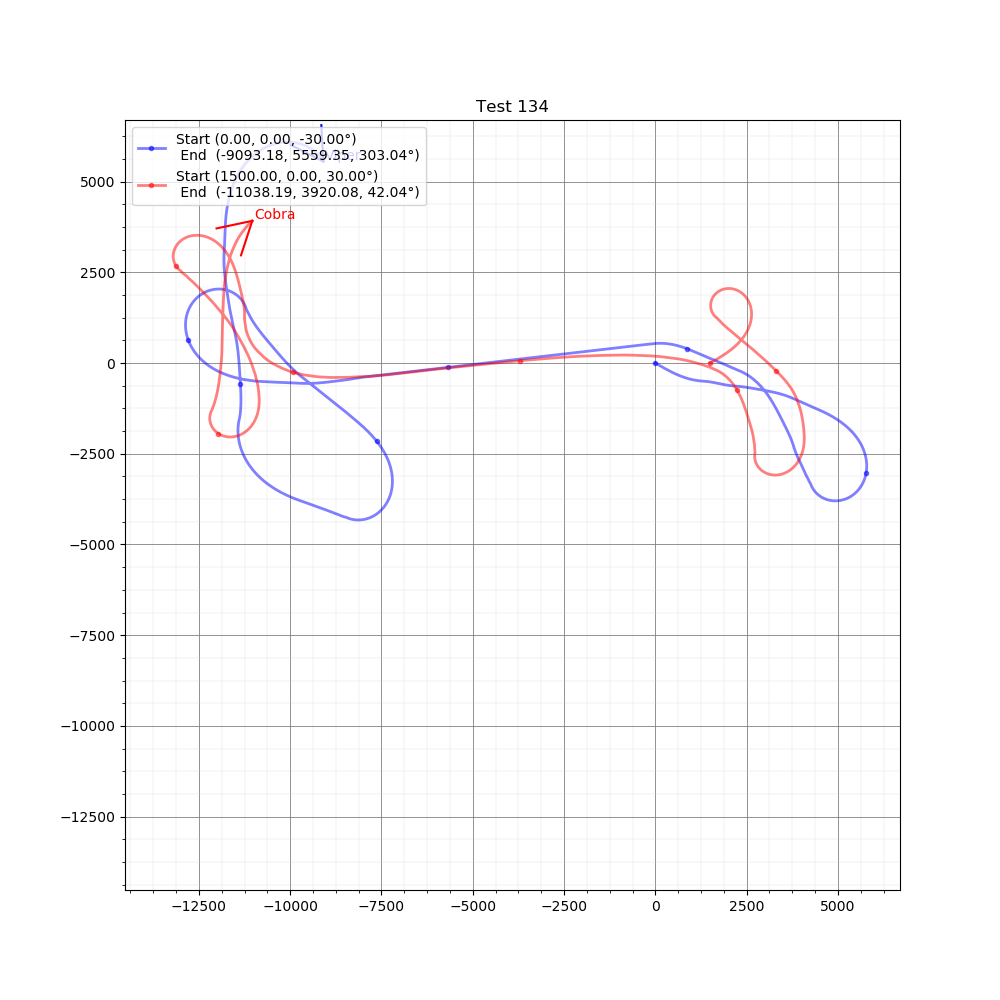 Test 134
Start (0.00, 0.00, -30.00°)
End (-9093.18, 5559.35, 303.04°)
Start (1500.00, 0.00, 30.00°)
End (-11038.19, 3920.08, 42.04°)
Cobra
5000
2500
0
−2500
−5000
−7500
−10000
−12500
−12500 −10000 −7500 −5000 −2500 0 2500 5000